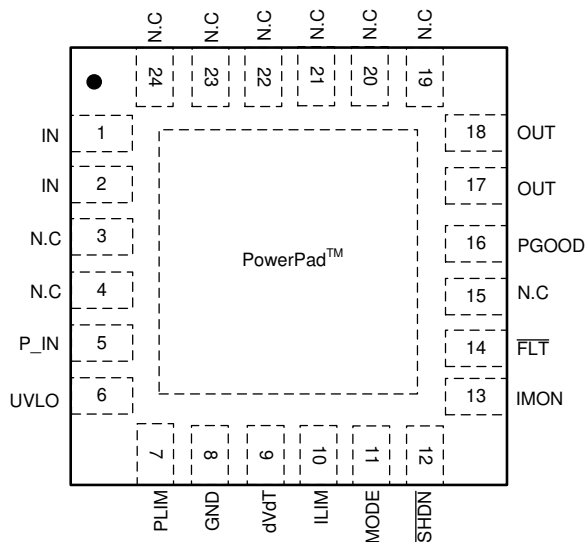 N.C N.C N.C N.C N.C N.C
24 23 22 21 20 19
IN 1 18 OUT
IN 2 17 OUT
N.C 3 16 PGOOD
N.C 4 15 N.C
PowerPad™
P_IN 5 14 FLT
UVLO 6 13 IMON
7 8 9 10 11 12
PLIM GND dVdT ILIM MODE SHDN